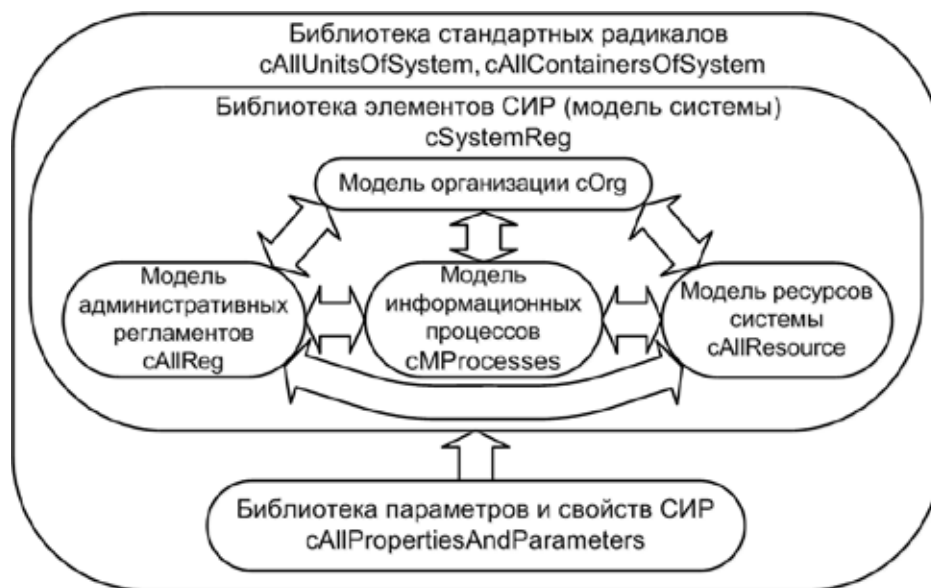 Библиотека стандартных радикалов
cAllUnitsOfSystem, cAllContainersOfSystem
Библиотека элементов СИР (модель системы)
cSystemReg
Модель организации cOrg
Модель
административных
регламентов
cAllReg
Модель
информационных
процессов
cMProcesses
Модель ресурсов
системы
cAllResource
Библиотека параметров и свойств СИР
cAllPropertiesAndParameters